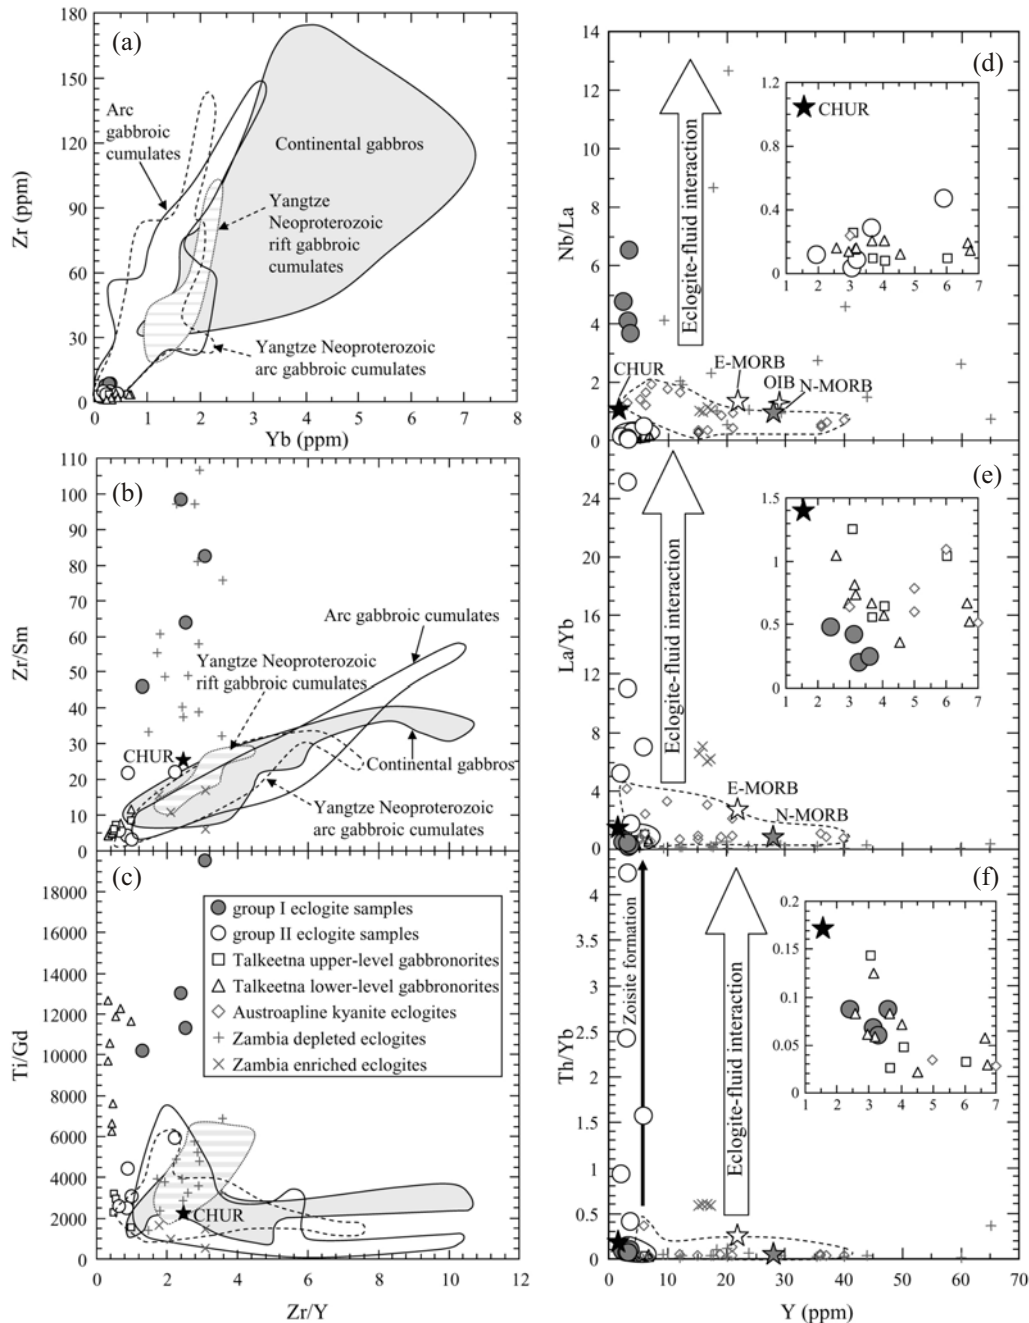 (a)
180
150
120
90
60
30
0
Zr (ppm)
Arc
gabbroic
cumulates
Continental gabbros
Yangtze
Neoproterozoic
rift gabbroic
cumulates
Yangtze Neoproterozoic
arc gabbroic cumulates
0 1 2 3 4 5 6 7 8
Yb (ppm)
(b)
110
100
90
80
70
60
50
40
30
20
10
0
Zr/Sm
Arc gabbroic cumulates
Yangtze Neoproterozoic
rift gabbroic cumulates
CHUR
Continental gabbros
Yangtze Neoproterozoic
arc gabbroic cumulates
(c)
18000
16000
14000
12000
10000
8000
6000
4000
2000
0
Ti/Gd
group I eclogite samples
group II eclogite samples
Talkeetna upper-level gabbronorites
Talkeetna lower-level gabbronorites
Austroapline kyanite eclogites
Zambia depleted eclogites
Zambia enriched eclogites
CHUR
0 2 4 6 8 10 12
Zr/Y
(d)
14
12
10
8
6
4
2
0
Nb/La
Eclogite-fluid interaction
1.2
0.8
0.4
0
CHUR
1 2 3 4 5 6 7
CHUR
E-MORB
OIB
N-MORB
(e)
24
20
16
12
8
4
0
La/Yb
Eclogite-fluid interaction
1.5
1.0
0.5
0
1 2 3 4 5 6 7
E-MORB
N-MORB
(f)
4
3.5
3
2.5
2
1.5
1
0.5
0
Th/Yb
Zoisite formation
Eclogite-fluid interaction
0.2
0.15
0.1
0.05
0
1 2 3 4 5 6 7
0 10 20 30 40 50 60 70
Y (ppm)